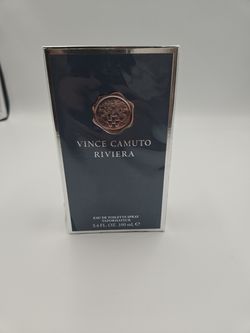 VINCE CAMUTO
RIVIERA
EAU DE TOILETTE SPRAY
VAPORISATEUR
3.4 FL. OZ. 100 mL ℮